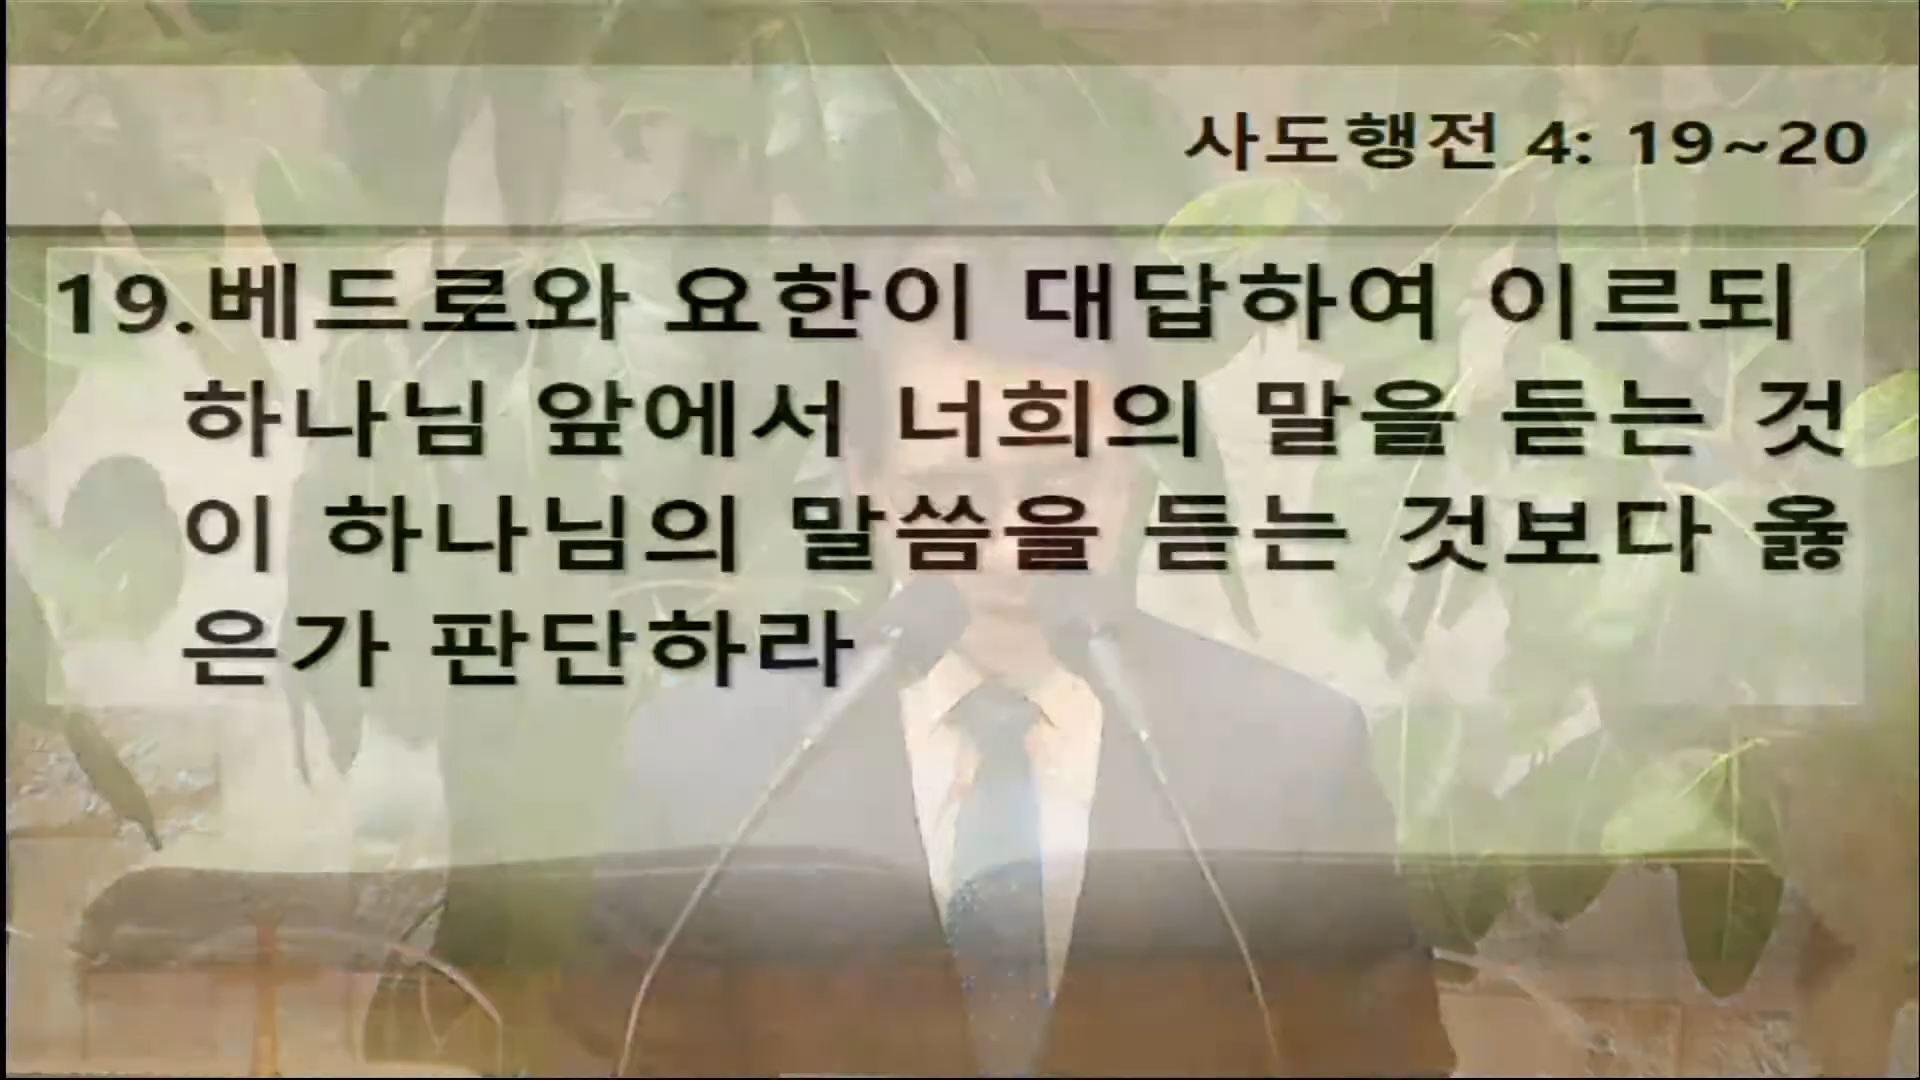 사도행전 4: 19~20
19.베드로와 요한이 대답하여 이르되
하나님 앞에서 너희의 말을 듣는 것
이 하나님의 말씀을 듣는 것보다 옳
은가 판단하라